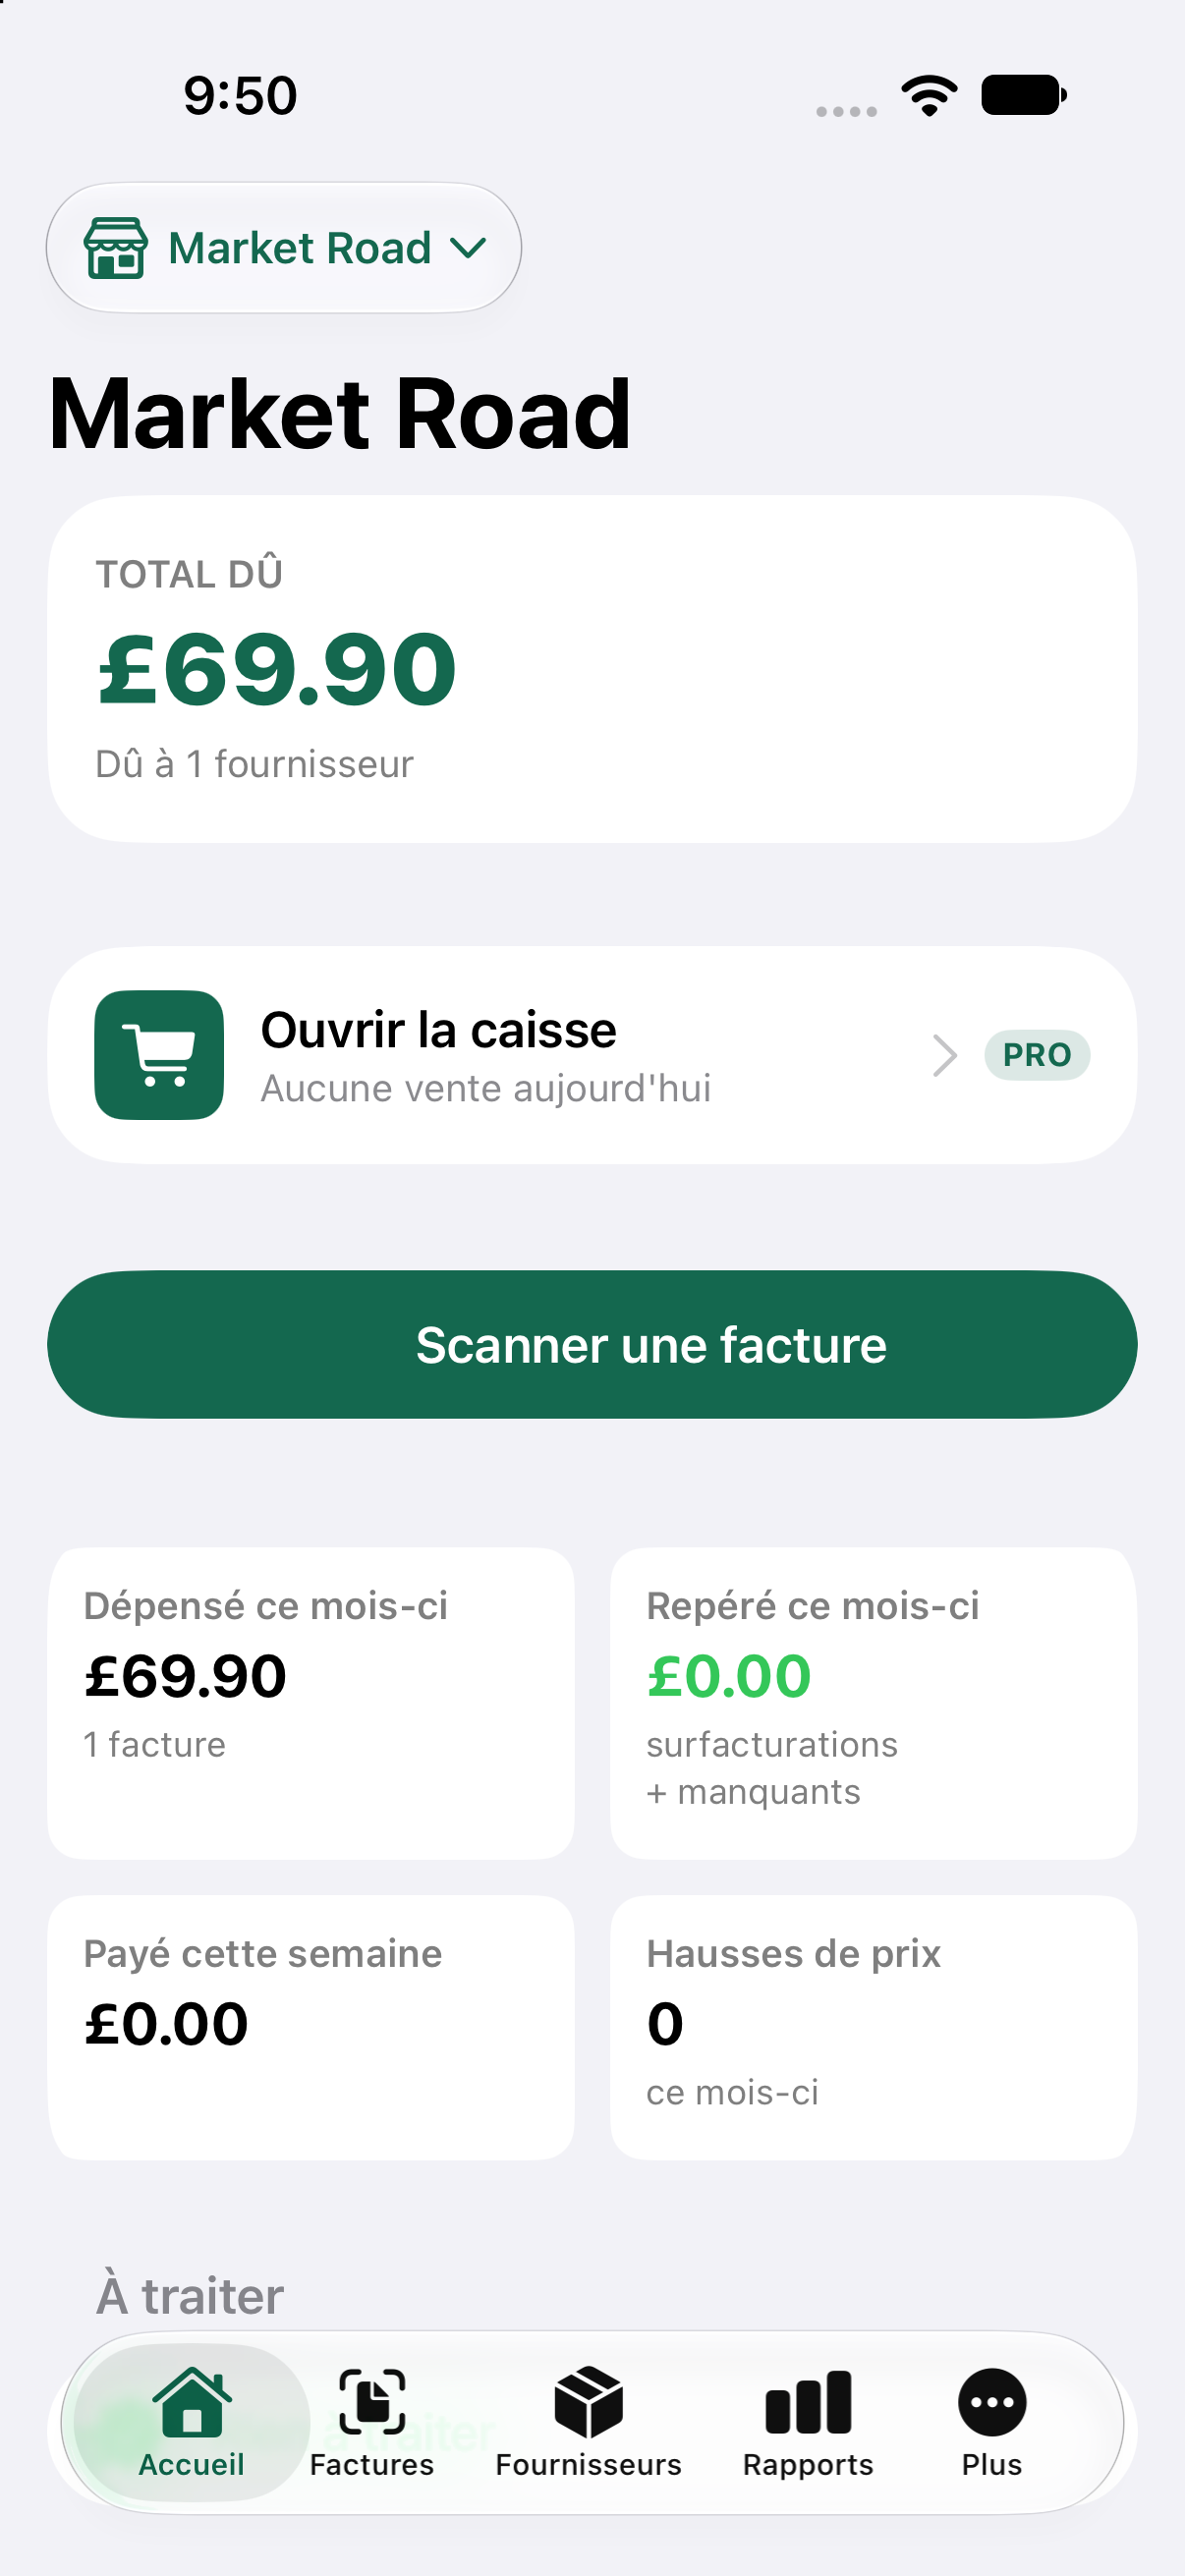 9:50
Market Road
Market Road
TOTAL DÛ
£69.90
Dû à 1 fournisseur
Ouvrir la caisse
Aucune vente aujourd'hui
PRO
Scanner une facture
Dépensé ce mois-ci
£69.90
1 facture
Repéré ce mois-ci
£0.00
surfacturations
+ manquants
Payé cette semaine
£0.00
Hausses de prix
0
ce mois-ci
À traiter
à traiter
Accueil
Factures
Fournisseurs
Rapports
Plus